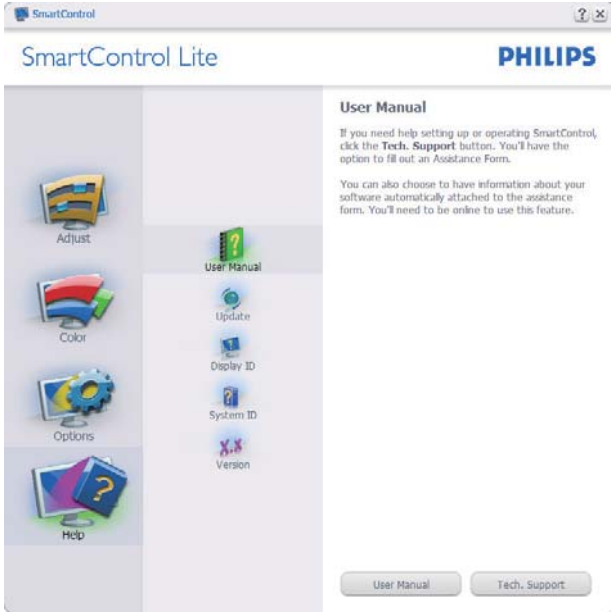 SmartControl
? ×
SmartControl Lite
PHILIPS
Adjust
Color
Options
?
Help
?
User Manual
Update
?
Display ID
?
System ID
X.X
Version
User Manual
If you need help setting up or operating SmartControl,
click the Tech. Support button. You'll have the
option to fill out an Assistance Form.
You can also choose to have information about your
software automatically attached to the assistance
form. You'll need to be online to use this feature.
User Manual
Tech. Support